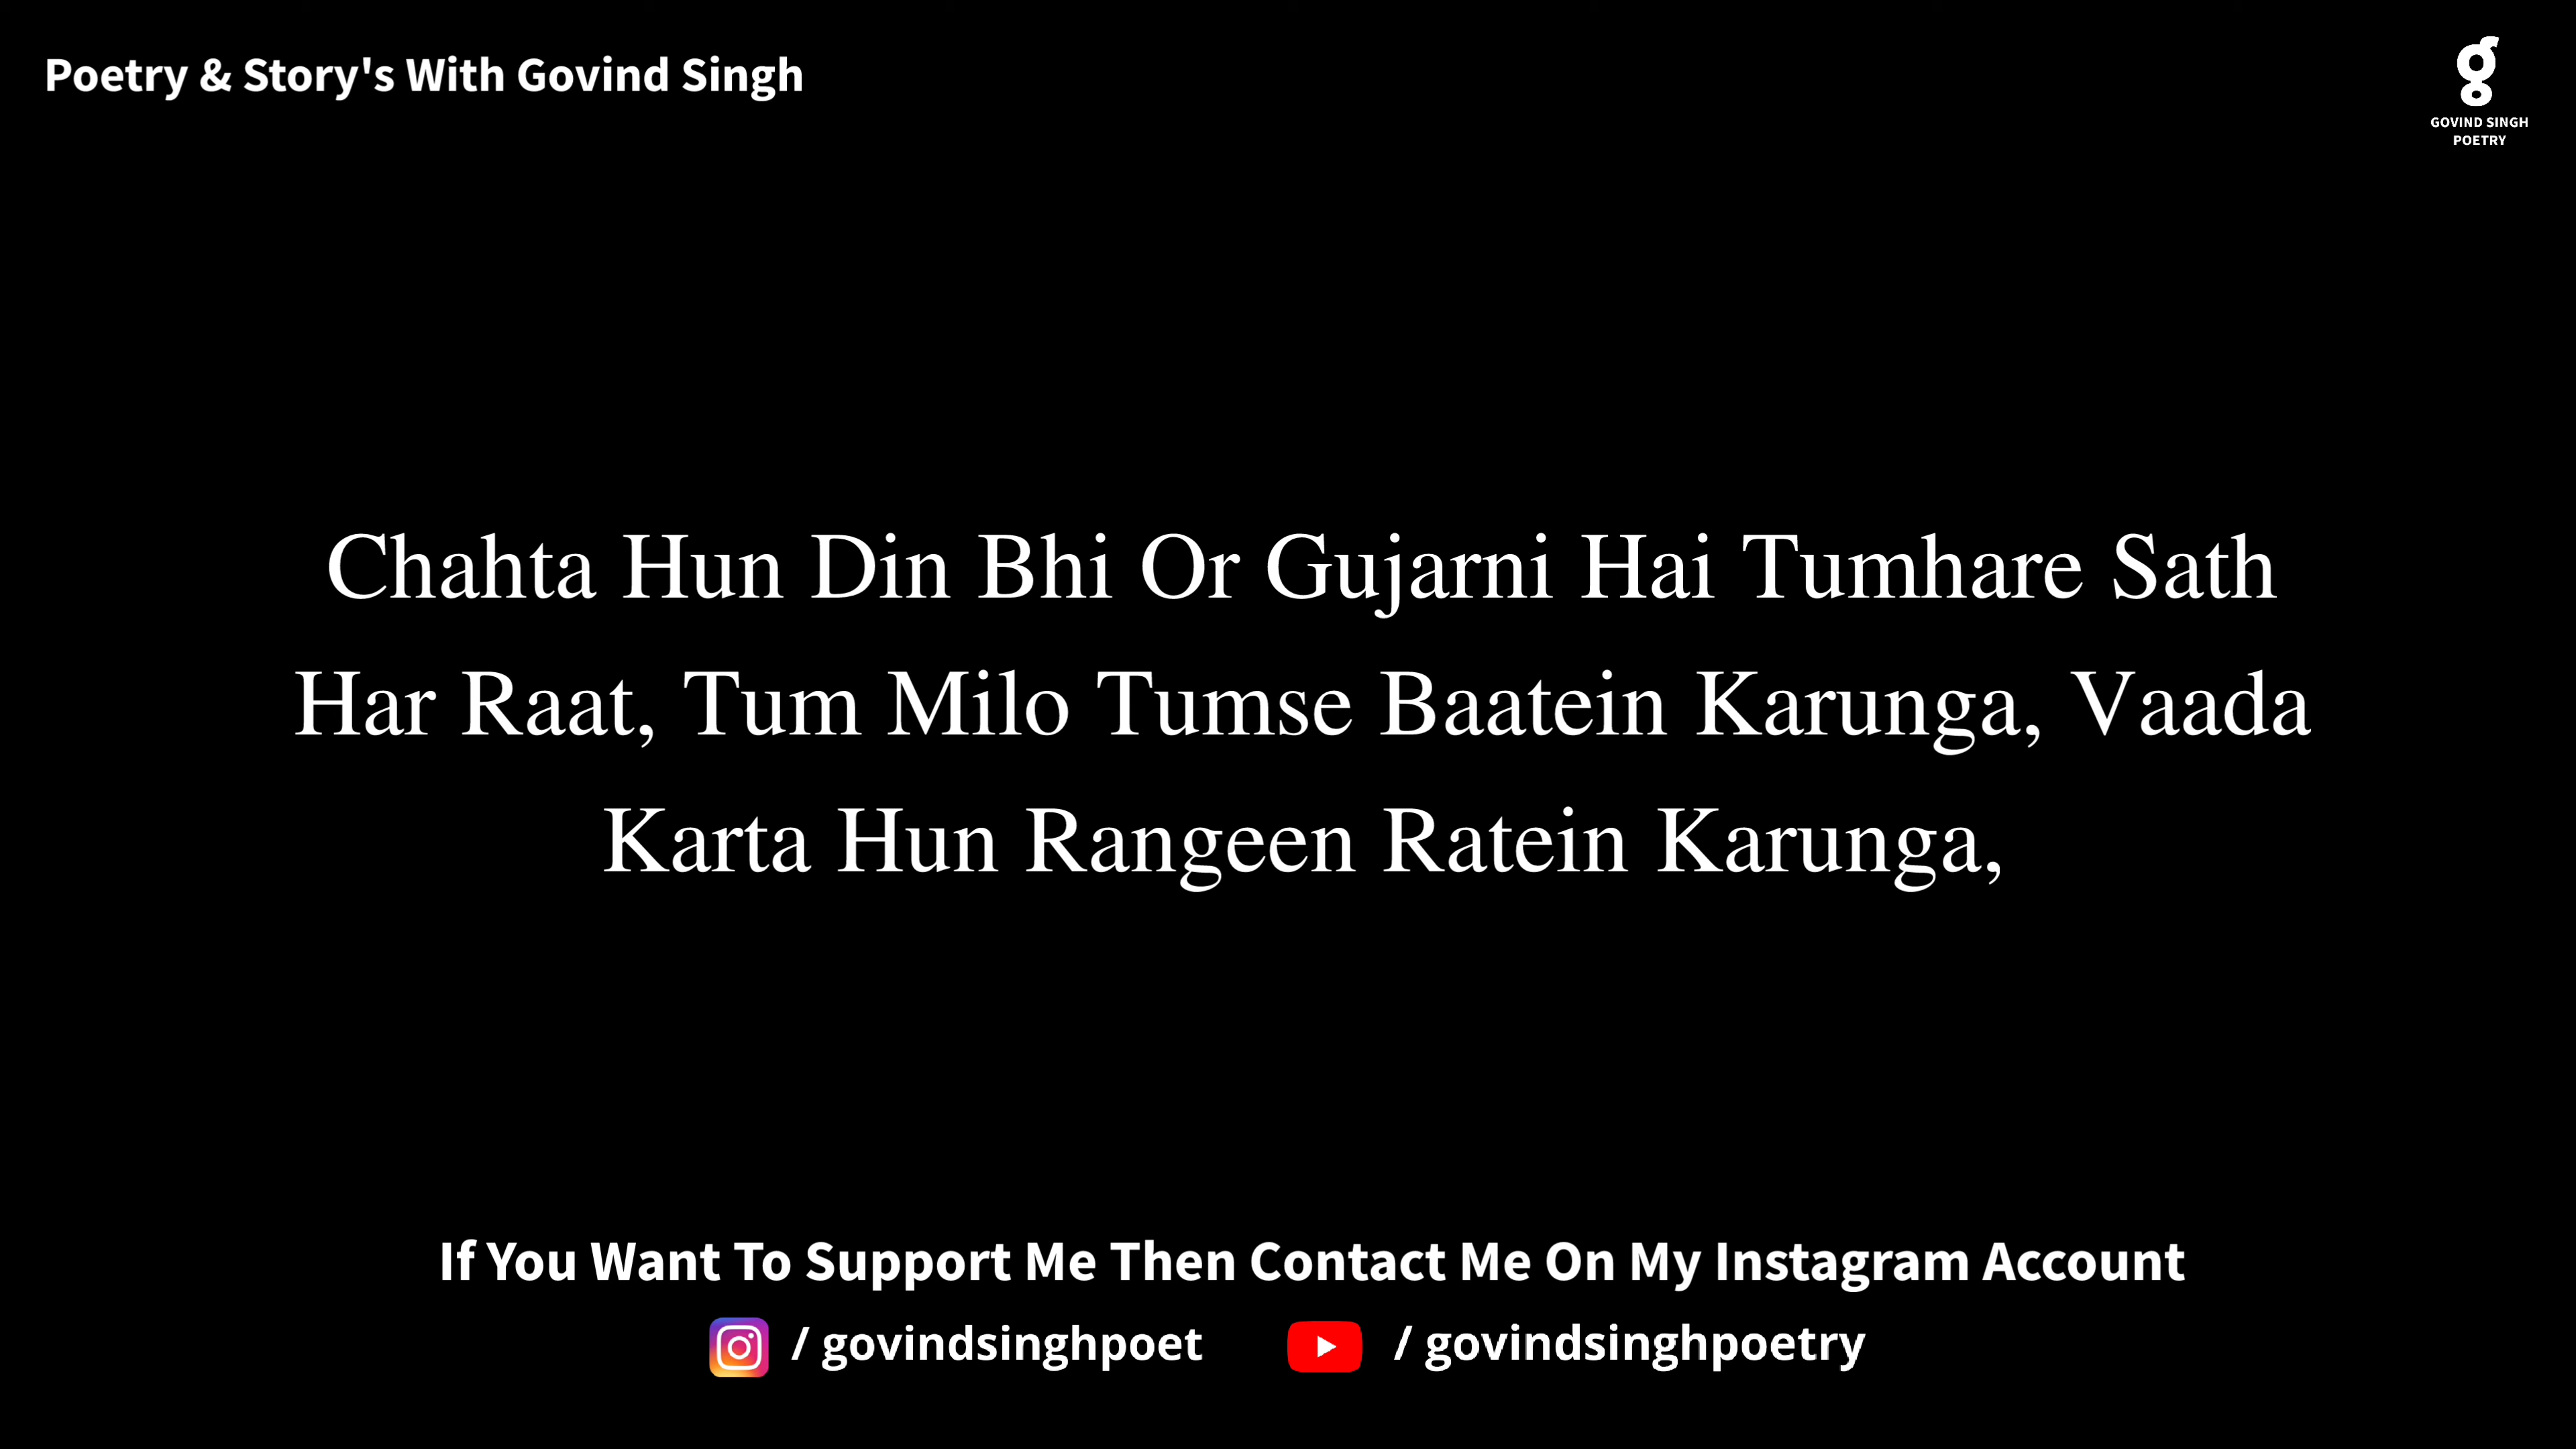 Poetry & Story's With Govind Singh
GOVIND SINGH
POETRY
Chahta Hun Din Bhi Or Gujarni Hai Tumhare Sath
Har Raat, Tum Milo Tumse Baatein Karunga, Vaada
Karta Hun Rangeen Ratein Karunga,
If You Want To Support Me Then Contact Me On My Instagram Account
/ govindsinghpoet
/ govindsinghpoetry